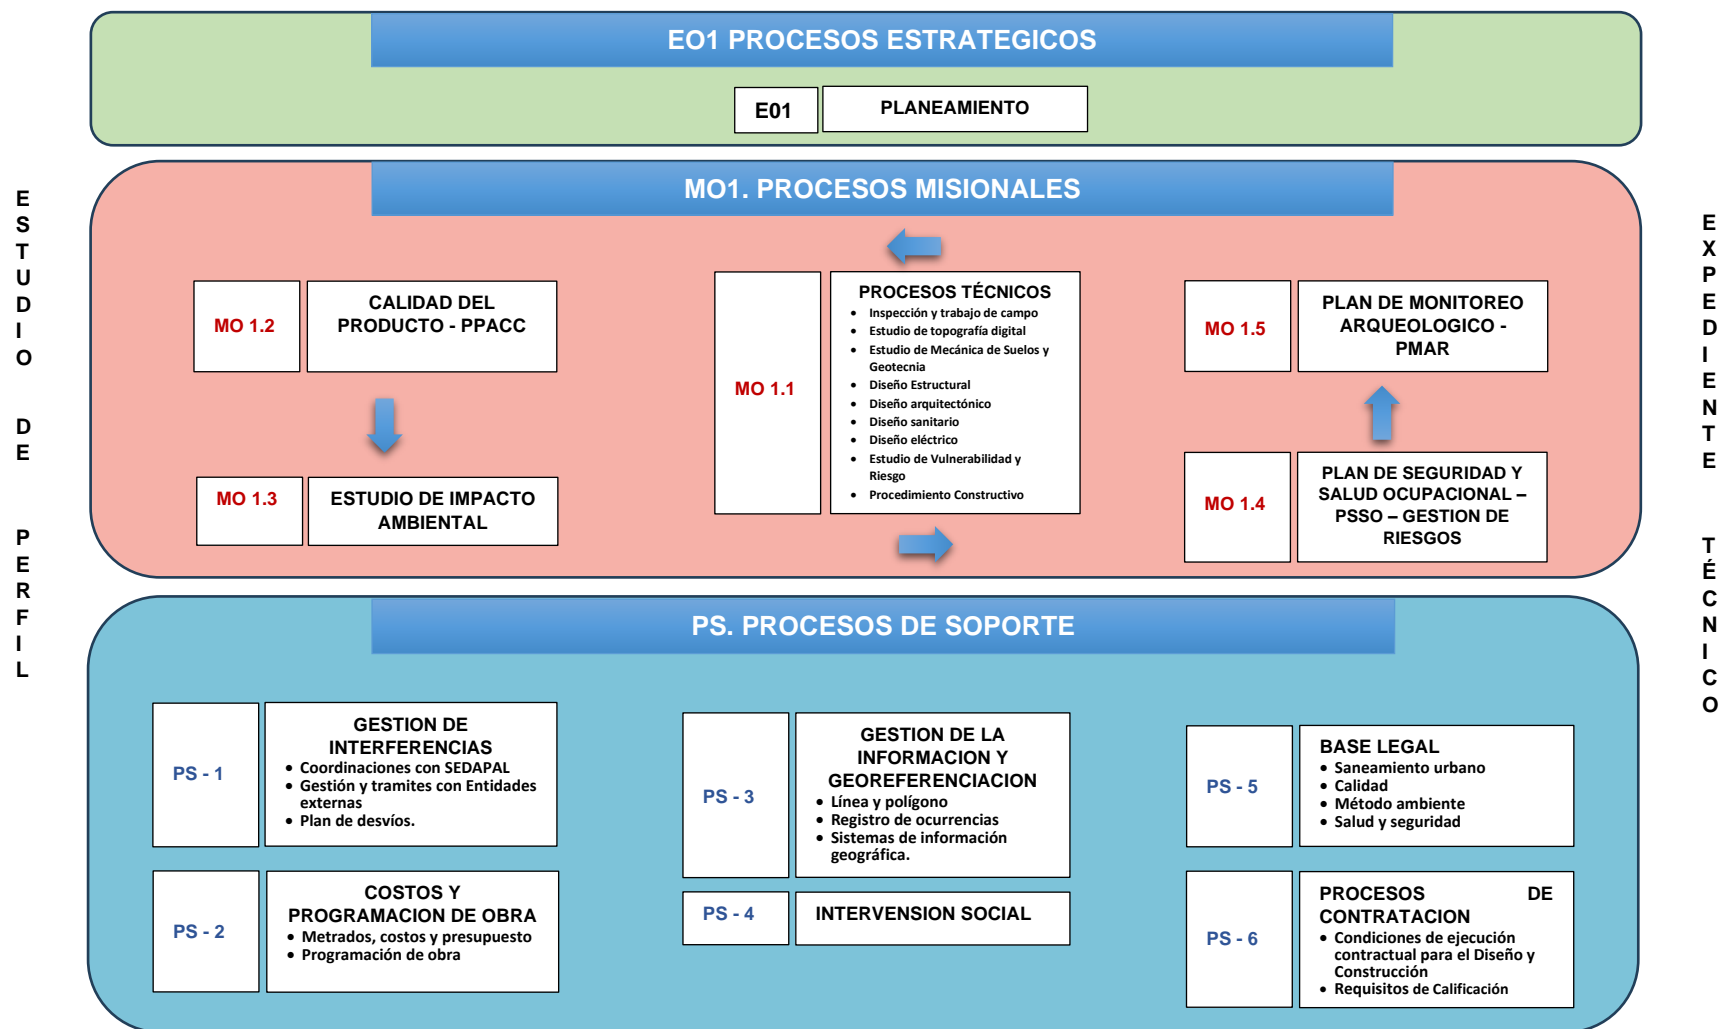 EO1 PROCESOS ESTRATEGICOS
E01
PLANEAMIENTO
ESTUDIO DE PERFIL
MO1. PROCESOS MISIONALES
MO 1.2
CALIDAD DEL
PRODUCTO - PPACC
MO 1.3
ESTUDIO DE IMPACTO
AMBIENTAL
MO 1.1
PROCESOS TÉCNICOS
• Inspección y trabajo de campo
• Estudio de topografía digital
• Estudio de Mecánica de Suelos y
Geotecnia
• Diseño Estructural
• Diseño arquitectónico
• Diseño sanitario
• Diseño eléctrico
• Estudio de Vulnerabilidad y
Riesgo
• Procedimiento Constructivo
MO 1.5
PLAN DE MONITOREO
ARQUEOLOGICO -
PMAR
MO 1.4
PLAN DE SEGURIDAD Y
SALUD OCUPACIONAL –
PSSO – GESTION DE
RIESGOS
EXPEDIENTE TÉCNICO
PS. PROCESOS DE SOPORTE
PS - 1
GESTION DE
INTERFERENCIAS
• Coordinaciones con SEDAPAL
• Gestión y tramites con Entidades
externas
• Plan de desvíos.
PS - 2
COSTOS Y
PROGRAMACION DE OBRA
• Metrados, costos y presupuesto
• Programación de obra
PS - 3
GESTION DE LA
INFORMACION Y
GEOREFERENCIACION
• Línea y polígono
• Registro de ocurrencias
• Sistemas de información
geográfica.
PS - 4
INTERVENSION SOCIAL
PS - 5
BASE LEGAL
• Saneamiento urbano
• Calidad
• Método ambiente
• Salud y seguridad
PS - 6
PROCESOS DE
CONTRATACION
• Condiciones de ejecución
contractual para el Diseño y
Construcción
• Requisitos de Calificación